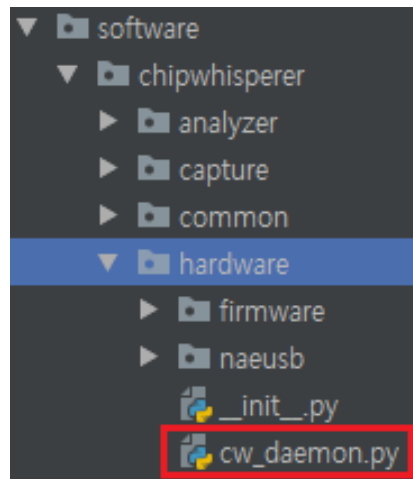 software
chipwhisperer
analyzer
capture
common
hardware
firmware
naeusb
__init__.py
cw_daemon.py